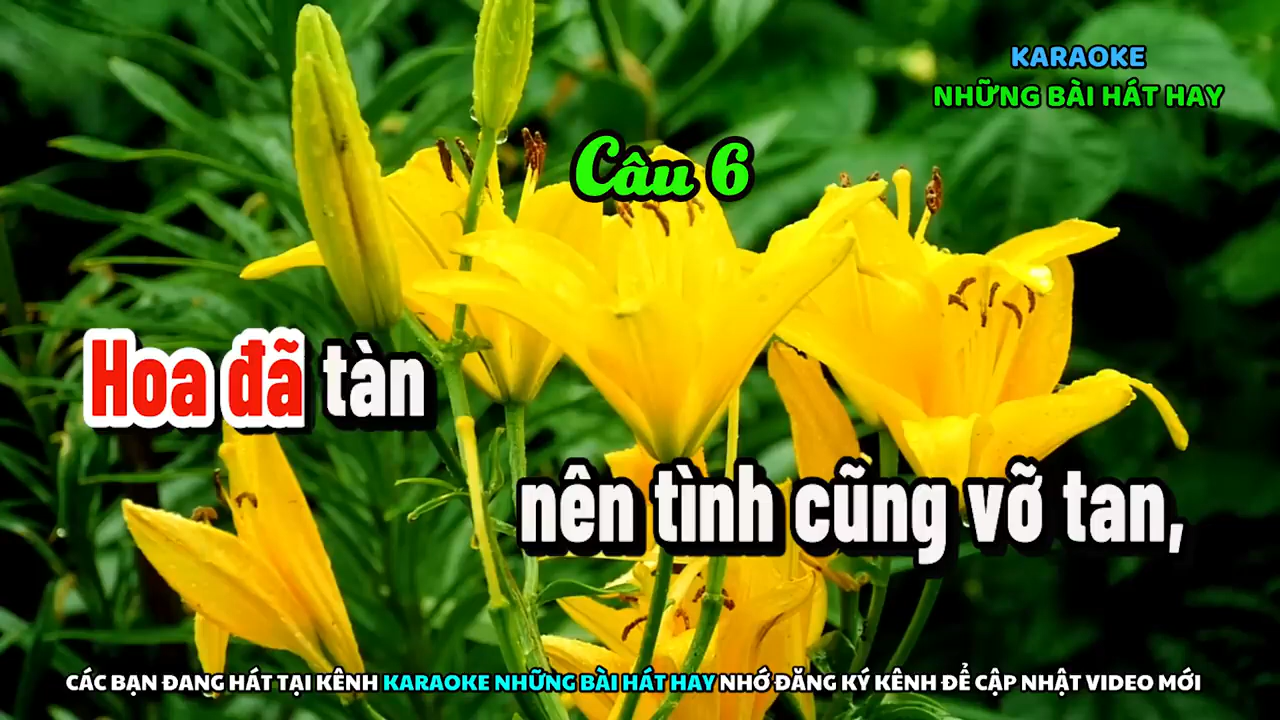 KARAOKE
NHỮNG BÀI HÁT HAY
Câu 6
Hoa đã tàn
nên tình cũng vỡ tan,
CÁC BẠN ĐANG HÁT TẠI KÊNH KARAOKE NHỮNG BÀI HÁT HAY NHỚ ĐĂNG KÝ KÊNH ĐỂ CẬP NHẬT VIDEO MỚI